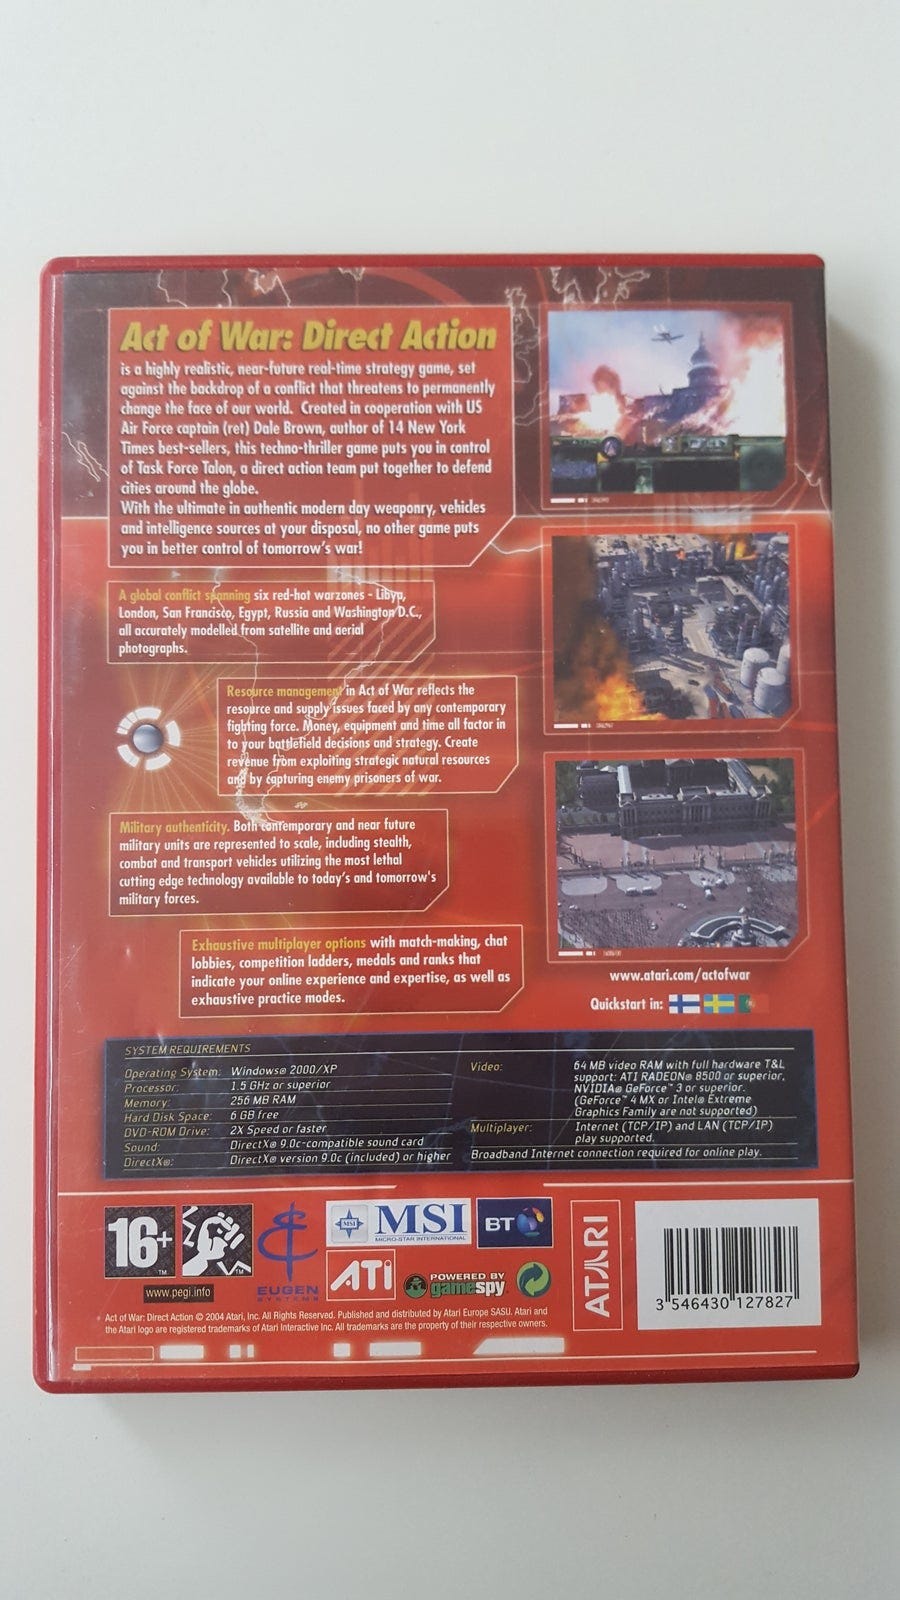 Act of War: Direct Action
is a highly realistic, near-future real-time strategy game, set
against the backdrop of a conflict that threatens to permanently
change the face of our world. Created in cooperation with US
Air Force captain (ret) Dale Brown, author of 14 New York
Times best-sellers, this techno-thriller game puts you in control
of Task Force Talon, a direct action team put together to defend
cities around the globe.
With the ultimate in authentic modern day weaponry, vehicles
and intelligence sources at your disposal, no other game puts
you in better control of tomorrow's war!
A global conflict spanning six red-hot warzones - Libya,
London, San Francisco, Egypt, Russia and Washington D.C.,
all accurately modelled from satellite and aerial
photographs.
Resource management in Act of War reflects the
resource and supply issues faced by any contemporary
fighting force. Money, equipment and time all factor in
to your battlefield decisions and strategy. Create
revenue from exploiting strategic natural resources
and by capturing enemy prisoners of war.
Military authenticity. Both contemporary and near future
military units are represented to scale, including stealth,
combat and transport vehicles utilizing the most lethal
cutting edge technology available to today's and tomorrow's
military forces.
Exhaustive multiplayer options with match-making, chat
lobbies, competition ladders, medals and ranks that
indicate your online experience and expertise, as well as
exhaustive practice modes.
www.atari.com/actofwar
Quickstart in:
SYSTEM REQUIREMENTS
Operating System: Windows® 2000/XP
Processor: 1.5 GHz or superior
Memory: 256 MB RAM
Hard Disk Space: 6 GB free
DVD-ROM Drive: 2X Speed or faster
Sound: DirectX® 9.0c-compatible sound card
DirectX®: DirectX® version 9.0c (included) or higher
Video: 64 MB video RAM with full hardware T&L
support: ATI RADEON® 8500 or superior,
NVIDIA® GeForce™ 3 or superior.
(GeForce™ 4 MX or Intel® Extreme
Graphics Family are not supported)
Multiplayer: Internet (TCP/IP) and LAN (TCP/IP)
play supported.
Broadband Internet connection required for online play.
16+
TM
TM
www.pegi.info
EUGEN
SYSTEMS
MSI
MSI
MICRO-STAR INTERNATIONAL
BT
ATI
POWERED BY
gamespy
ATARI
3 546430 127827
Act of War: Direct Action © 2004 Atari, Inc. All Rights Reserved. Published and distributed by Atari Europe SASU. Atari and
the Atari logo are registered trademarks of Atari Interactive Inc. All trademarks are the property of their respective owners.